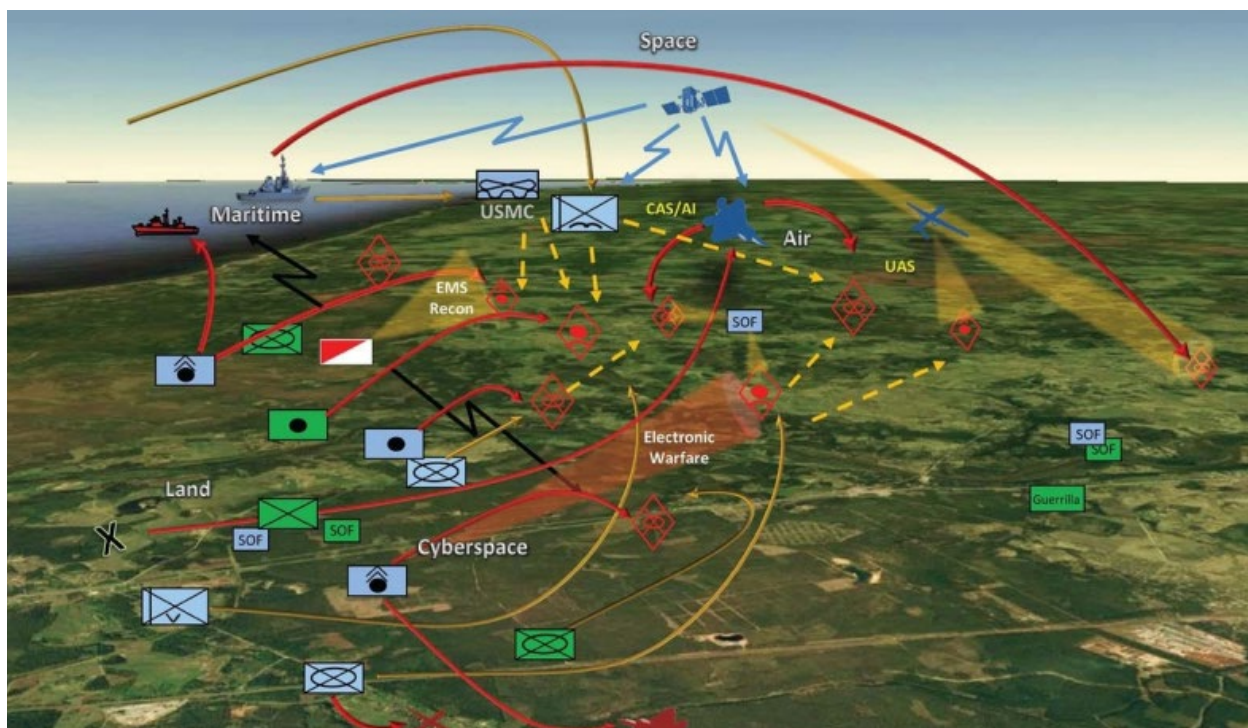 Space
Maritime
USMC
CAS/AI
Air
UAS
EMS
Recon
SOF
SOF
SOF
Guerrilla
Electronic
Warfare
Land
SOF
SOF
Cyberspace